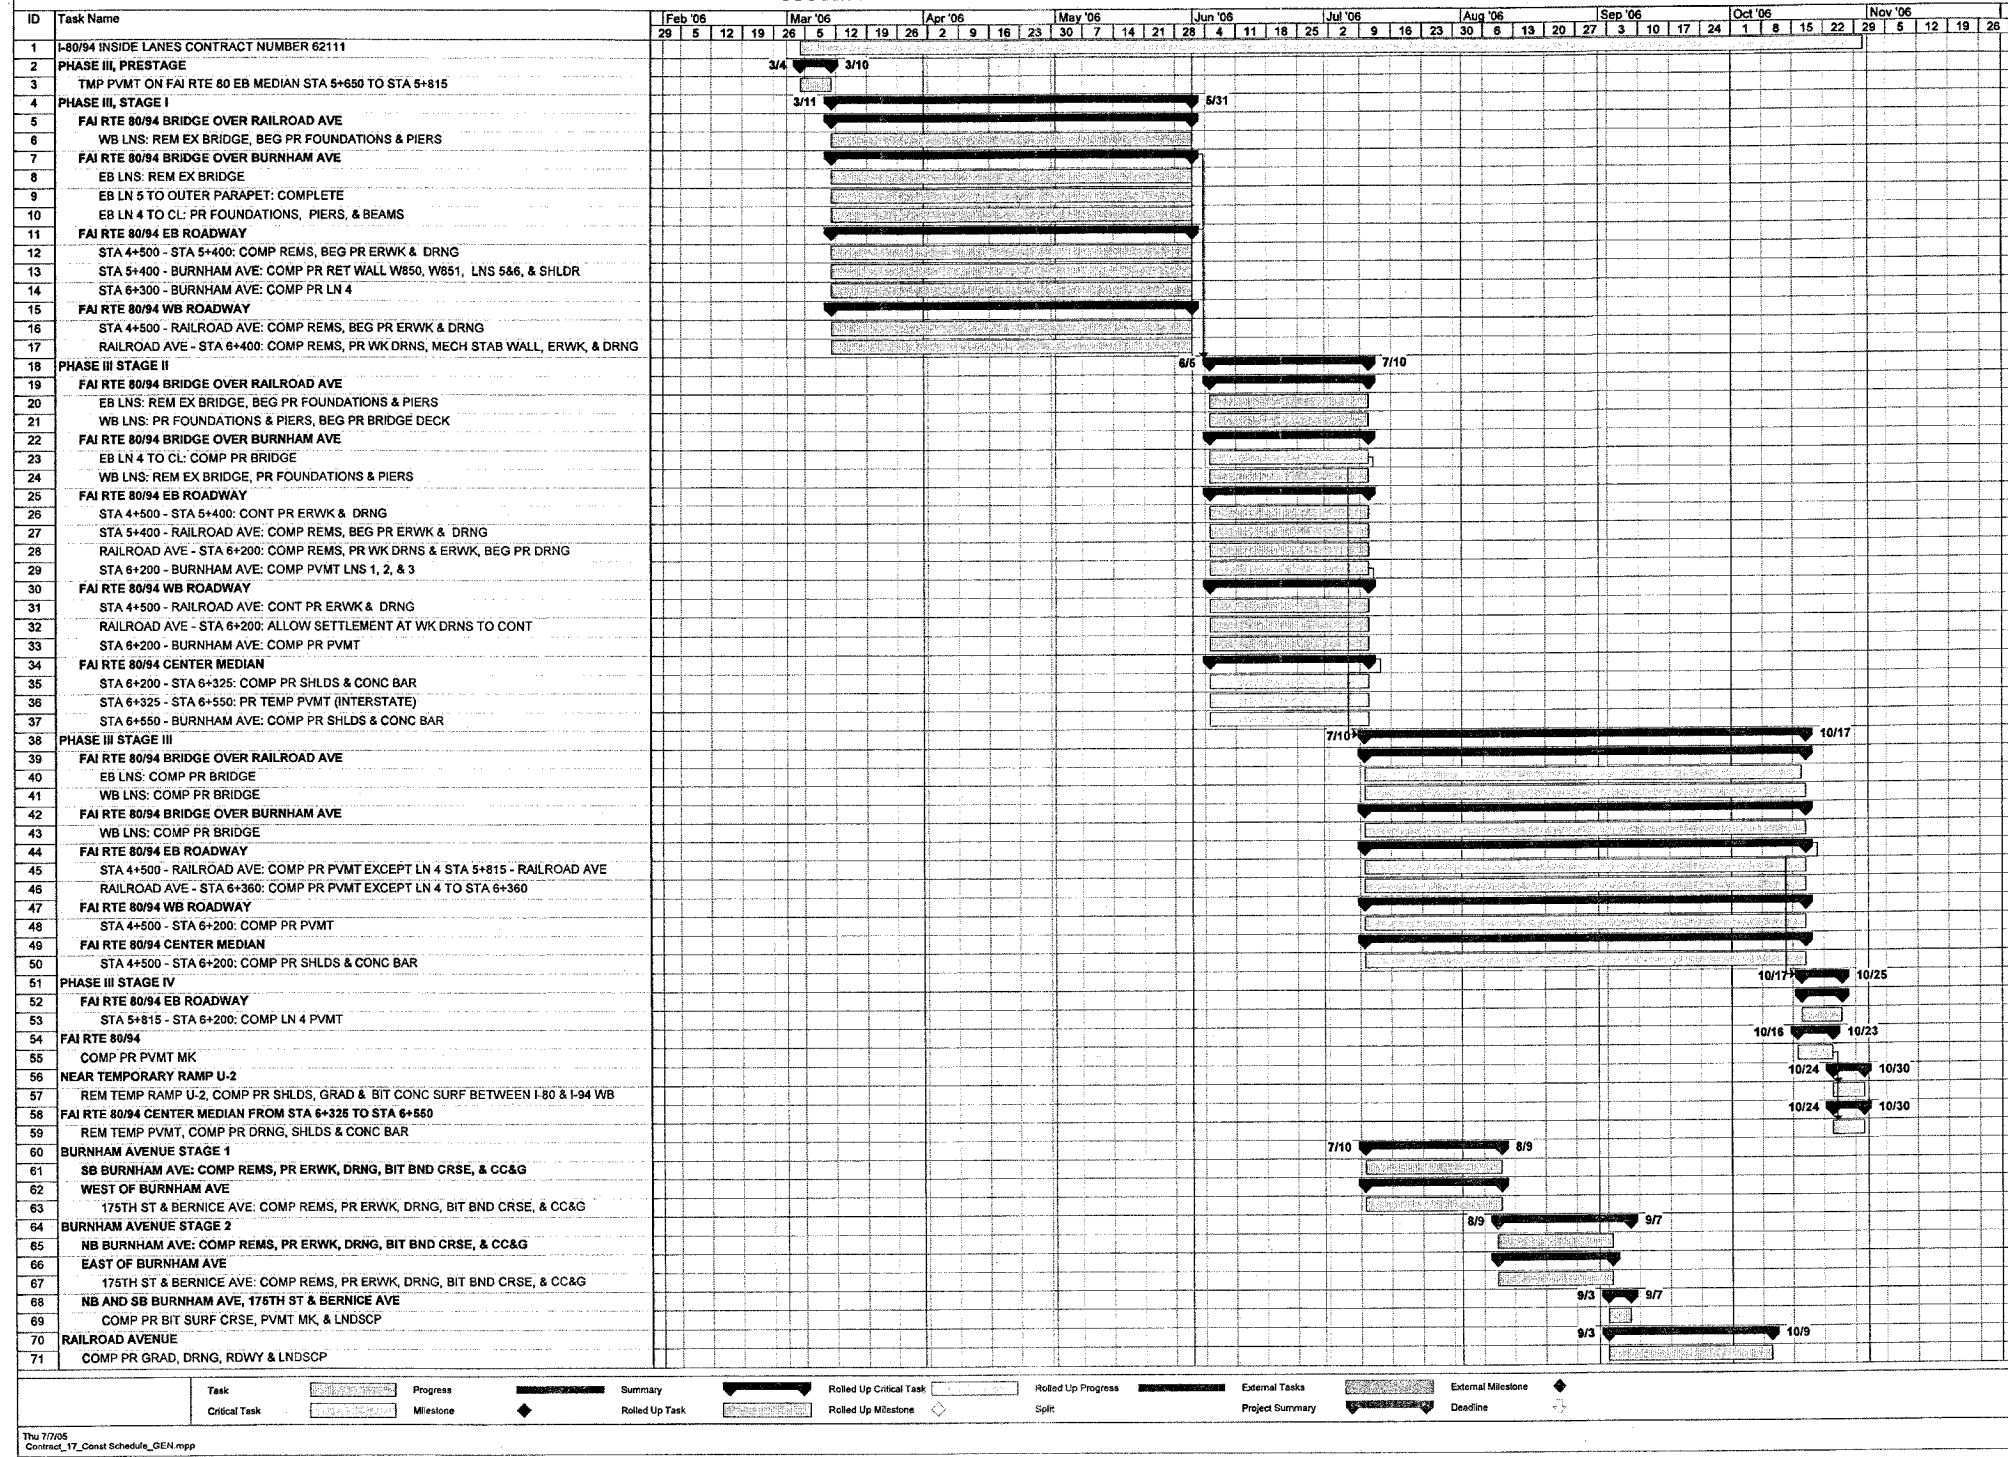 ID Task Name Feb '06 Mar '06 Apr '06 May '06 Jun '06 Jul '06 Aug '06 Sep '06 Oct '06 Nov '06
29 5 12 19 26 5 12 19 26 2 9 16 23 30 7 14 21 28 4 11 18 25 2 9 16 23 30 6 13 20 27 3 10 17 24 1 8 15 22 29 5 12 19 26
1 I-80/94 INSIDE LANES CONTRACT NUMBER 62111
2 PHASE III, PRESTAGE 3/4 3/10
3 TMP PVMT ON FAI RTE 80 EB MEDIAN STA 5+650 TO STA 5+815
4 PHASE III, STAGE I 3/11 5/31
5 FAI RTE 80/94 BRIDGE OVER RAILROAD AVE
6 WB LNS: REM EX BRIDGE, BEG PR FOUNDATIONS & PIERS
7 FAI RTE 80/94 BRIDGE OVER BURNHAM AVE
8 EB LNS: REM EX BRIDGE
9 EB LN 5 TO OUTER PARAPET: COMPLETE
10 EB LN 4 TO CL: PR FOUNDATIONS, PIERS, & BEAMS
11 FAI RTE 80/94 EB ROADWAY
12 STA 4+500 - STA 5+400: COMP REMS, BEG PR ERWK & DRNG
13 STA 5+400 - BURNHAM AVE: COMP PR RET WALL W850, W851, LNS 5&6, & SHLDR
14 STA 6+300 - BURNHAM AVE: COMP PR LN 4
15 FAI RTE 80/94 WB ROADWAY
16 STA 4+500 - RAILROAD AVE: COMP REMS, BEG PR ERWK & DRNG
17 RAILROAD AVE - STA 6+400: COMP REMS, PR WK DRNS, MECH STAB WALL, ERWK, & DRNG
18 PHASE III STAGE II 6/5 7/10
19 FAI RTE 80/94 BRIDGE OVER RAILROAD AVE
20 EB LNS: REM EX BRIDGE, BEG PR FOUNDATIONS & PIERS
21 WB LNS: PR FOUNDATIONS & PIERS, BEG PR BRIDGE DECK
22 FAI RTE 80/94 BRIDGE OVER BURNHAM AVE
23 EB LN 4 TO CL: COMP PR BRIDGE
24 WB LNS: REM EX BRIDGE, PR FOUNDATIONS & PIERS
25 FAI RTE 80/94 EB ROADWAY
26 STA 4+500 - STA 5+400: CONT PR ERWK & DRNG
27 STA 5+400 - RAILROAD AVE: COMP REMS, BEG PR ERWK & DRNG
28 RAILROAD AVE - STA 6+200: COMP REMS, PR WK DRNS & ERWK, BEG PR DRNG
29 STA 6+200 - BURNHAM AVE: COMP PVMT LNS 1, 2, & 3
30 FAI RTE 80/94 WB ROADWAY
31 STA 4+500 - RAILROAD AVE: CONT PR ERWK & DRNG
32 RAILROAD AVE - STA 6+200: ALLOW SETTLEMENT AT WK DRNS TO CONT
33 STA 6+200 - BURNHAM AVE: COMP PR PVMT
34 FAI RTE 80/94 CENTER MEDIAN
35 STA 6+200 - STA 6+325: COMP PR SHLDS & CONC BAR
36 STA 6+325 - STA 6+550: PR TEMP PVMT (INTERSTATE)
37 STA 6+550 - BURNHAM AVE: COMP PR SHLDS & CONC BAR
38 PHASE III STAGE III 7/10 10/17
39 FAI RTE 80/94 BRIDGE OVER RAILROAD AVE
40 EB LNS: COMP PR BRIDGE
41 WB LNS: COMP PR BRIDGE
42 FAI RTE 80/94 BRIDGE OVER BURNHAM AVE
43 WB LNS: COMP PR BRIDGE
44 FAI RTE 80/94 EB ROADWAY
45 STA 4+500 - RAILROAD AVE: COMP PR PVMT EXCEPT LN 4 STA 5+815 - RAILROAD AVE
46 RAILROAD AVE - STA 6+360: COMP PR PVMT EXCEPT LN 4 TO STA 6+360
47 FAI RTE 80/94 WB ROADWAY
48 STA 4+500 - STA 6+200: COMP PR PVMT
49 FAI RTE 80/94 CENTER MEDIAN
50 STA 4+500 - STA 6+200: COMP PR SHLDS & CONC BAR
51 PHASE III STAGE IV 10/17 10/25
52 FAI RTE 80/94 EB ROADWAY
53 STA 5+815 - STA 6+200: COMP LN 4 PVMT
54 FAI RTE 80/94 10/16 10/23
55 COMP PR PVMT MK
56 NEAR TEMPORARY RAMP U-2 10/24 10/30
57 REM TEMP RAMP U-2, COMP PR SHLDS, GRAD & BIT CONC SURF BETWEEN I-80 & I-94 WB
58 FAI RTE 80/94 CENTER MEDIAN FROM STA 6+325 TO STA 6+550 10/24 10/30
59 REM TEMP PVMT, COMP PR DRNG, SHLDS & CONC BAR
60 BURNHAM AVENUE STAGE 1 7/10 8/9
61 SB BURNHAM AVE: COMP REMS, PR ERWK, DRNG, BIT BND CRSE, & CC&G
62 WEST OF BURNHAM AVE
63 175TH ST & BERNICE AVE: COMP REMS, PR ERWK, DRNG, BIT BND CRSE, & CC&G
64 BURNHAM AVENUE STAGE 2 8/9 9/7
65 NB BURNHAM AVE: COMP REMS, PR ERWK, DRNG, BIT BND CRSE, & CC&G
66 EAST OF BURNHAM AVE
67 175TH ST & BERNICE AVE: COMP REMS, PR ERWK, DRNG, BIT BND CRSE, & CC&G
68 NB AND SB BURNHAM AVE, 175TH ST & BERNICE AVE 9/3 9/7
69 COMP PR BIT SURF CRSE, PVMT MK, & LNDSCP
70 RAILROAD AVENUE 9/3 10/9
71 COMP PR GRAD, DRNG, RDWY & LNDSCP
Task Progress Summary Rolled Up Critical Task Rolled Up Progress External Tasks External Milestone
Critical Task Milestone Rolled Up Task Rolled Up Milestone Split Project Summary Deadline
Thu 7/7/05
Contract_17_Const Schedule_GEN.mpp